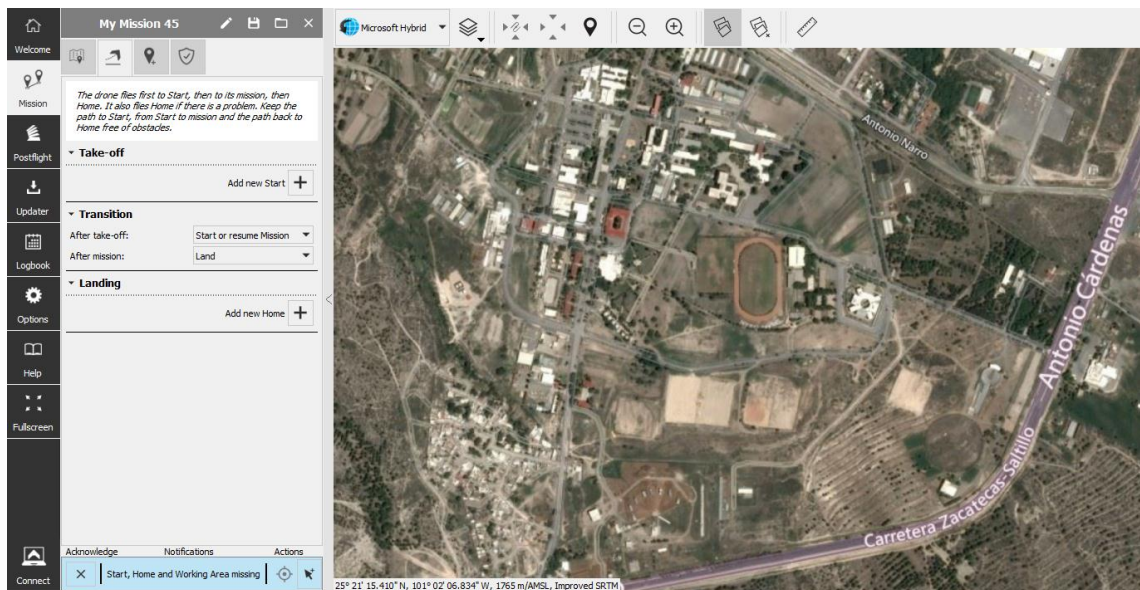 Welcome
Mission
Postflight
Updater
Logbook
Options
Help
Fullscreen
Connect
My Mission 45
The drone flies first to Start, then to its mission, then
Home. It also flies Home if there is a problem. Keep the
path to Start, from Start to mission and the path back to
Home free of obstacles.
Take-off
Add new Start
Transition
After take-off: Start or resume Mission
After mission: Land
Landing
Add new Home
Acknowledge Notifications Actions
Start, Home and Working Area missing
Microsoft Hybrid
Antonio Narro
Antonio Cárdenas
Carretera Zacatecas-Saltillo
25° 21' 15.410" N, 101° 02' 06.834" W, 1765 m/AMSL, Improved SRTM